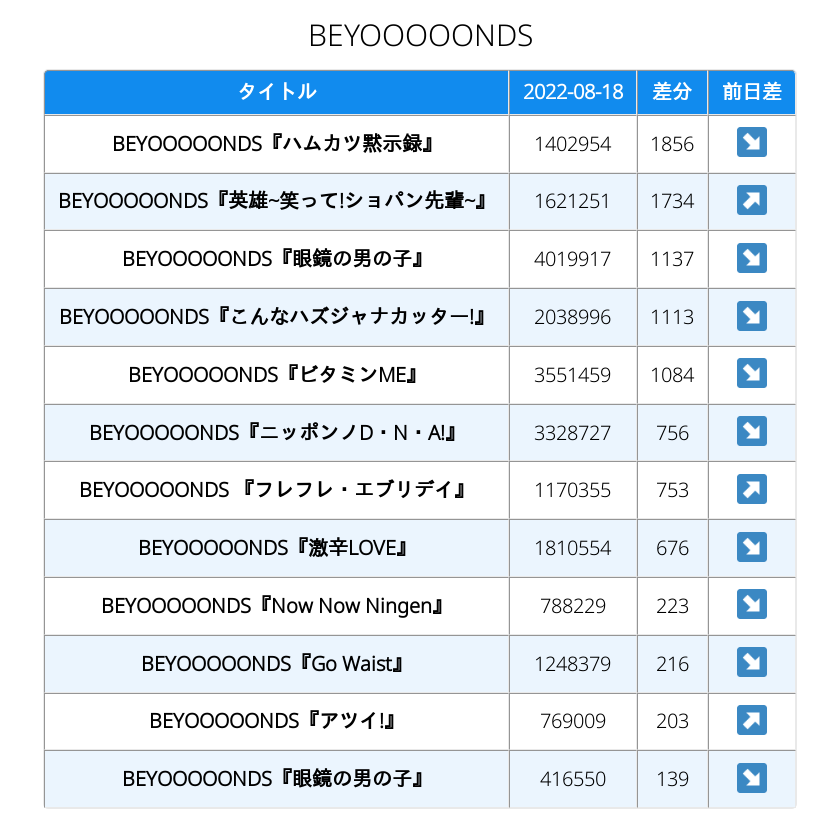 BEYOOOOONDS
タイトル 2022-08-18 差分 前日差
BEYOOOOONDS『ハムカツ黙示録』 1402954 1856 ↘
BEYOOOOONDS『英雄~笑って!ショパン先輩~』 1621251 1734 ↗
BEYOOOOONDS『眼鏡の男の子』 4019917 1137 ↘
BEYOOOOONDS『こんなハズジャナカッター!』 2038996 1113 ↘
BEYOOOOONDS『ビタミンME』 3551459 1084 ↘
BEYOOOOONDS『ニッポンノD・N・A!』 3328727 756 ↘
BEYOOOOONDS 『フレフレ・エブリデイ』 1170355 753 ↗
BEYOOOOONDS『激辛LOVE』 1810554 676 ↘
BEYOOOOONDS『Now Now Ningen』 788229 223 ↘
BEYOOOOONDS『Go Waist』 1248379 216 ↘
BEYOOOOONDS『アツイ!』 769009 203 ↗
BEYOOOOONDS『眼鏡の男の子』 416550 139 ↘